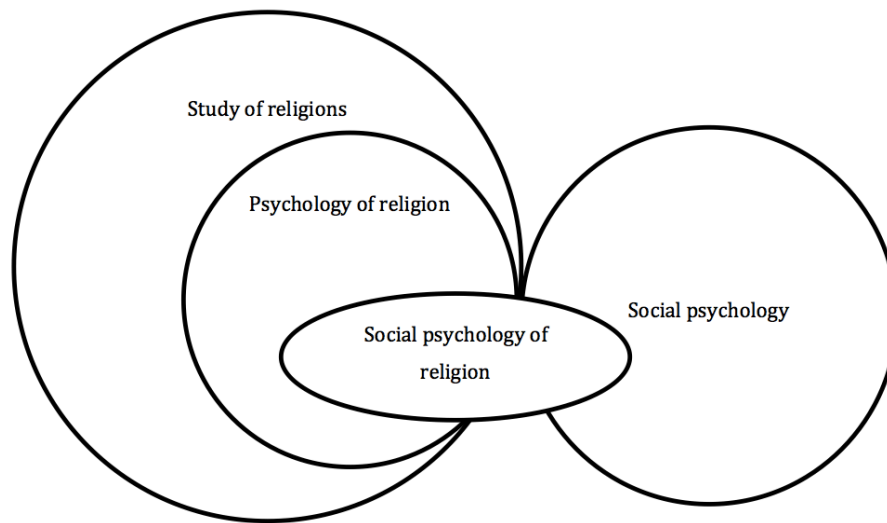 Study of religions
Psychology of religion
Social psychology
Social psychology of
religion